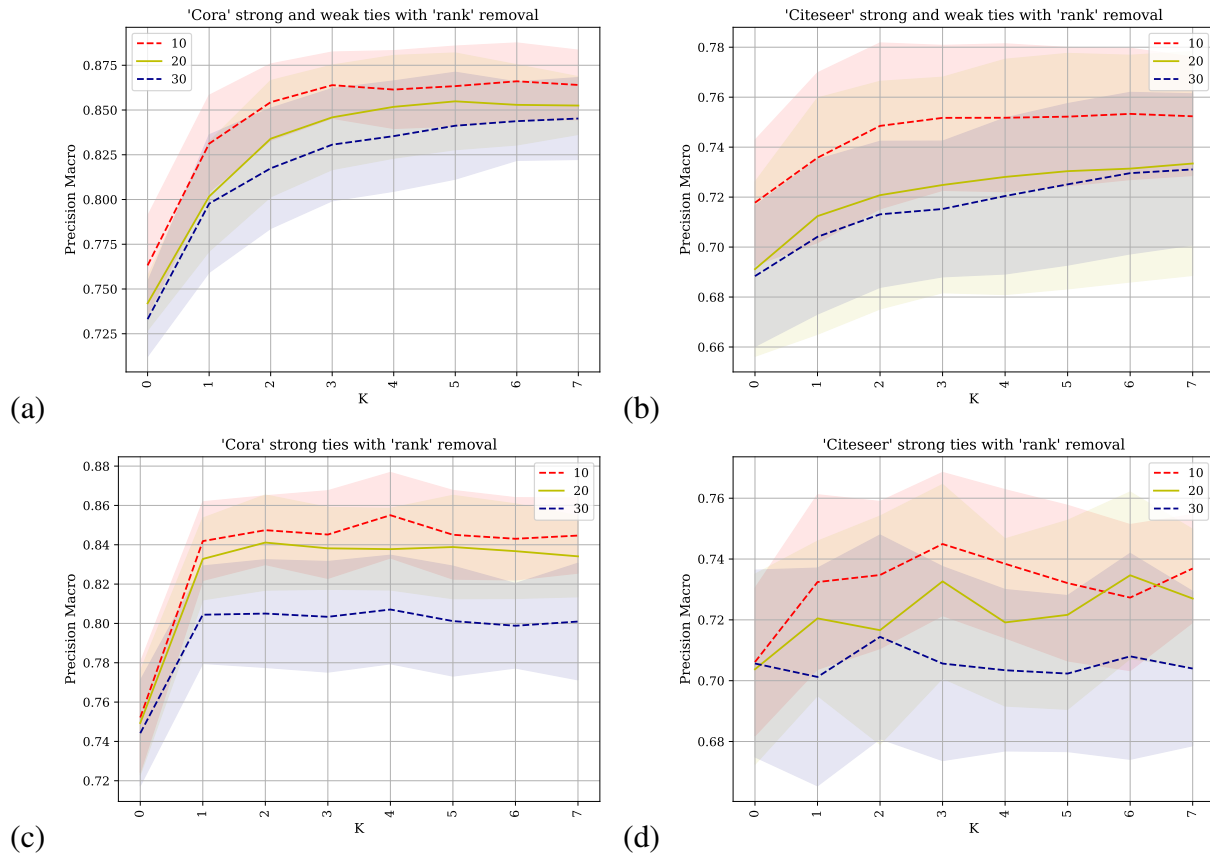 'Cora' strong and weak ties with 'rank' removal
10
20
30
0.875
0.850
0.825
0.800
0.775
0.750
0.725
Precision Macro
0 1 2 3 4 5 6 7
K
(a)
'Citeseer' strong and weak ties with 'rank' removal
10
20
30
0.78
0.76
0.74
0.72
0.70
0.68
0.66
Precision Macro
0 1 2 3 4 5 6 7
K
(b)
'Cora' strong ties with 'rank' removal
10
20
30
0.88
0.86
0.84
0.82
0.80
0.78
0.76
0.74
0.72
Precision Macro
0 1 2 3 4 5 6 7
K
(c)
'Citeseer' strong ties with 'rank' removal
10
20
30
0.76
0.74
0.72
0.70
0.68
Precision Macro
0 1 2 3 4 5 6 7
K
(d)